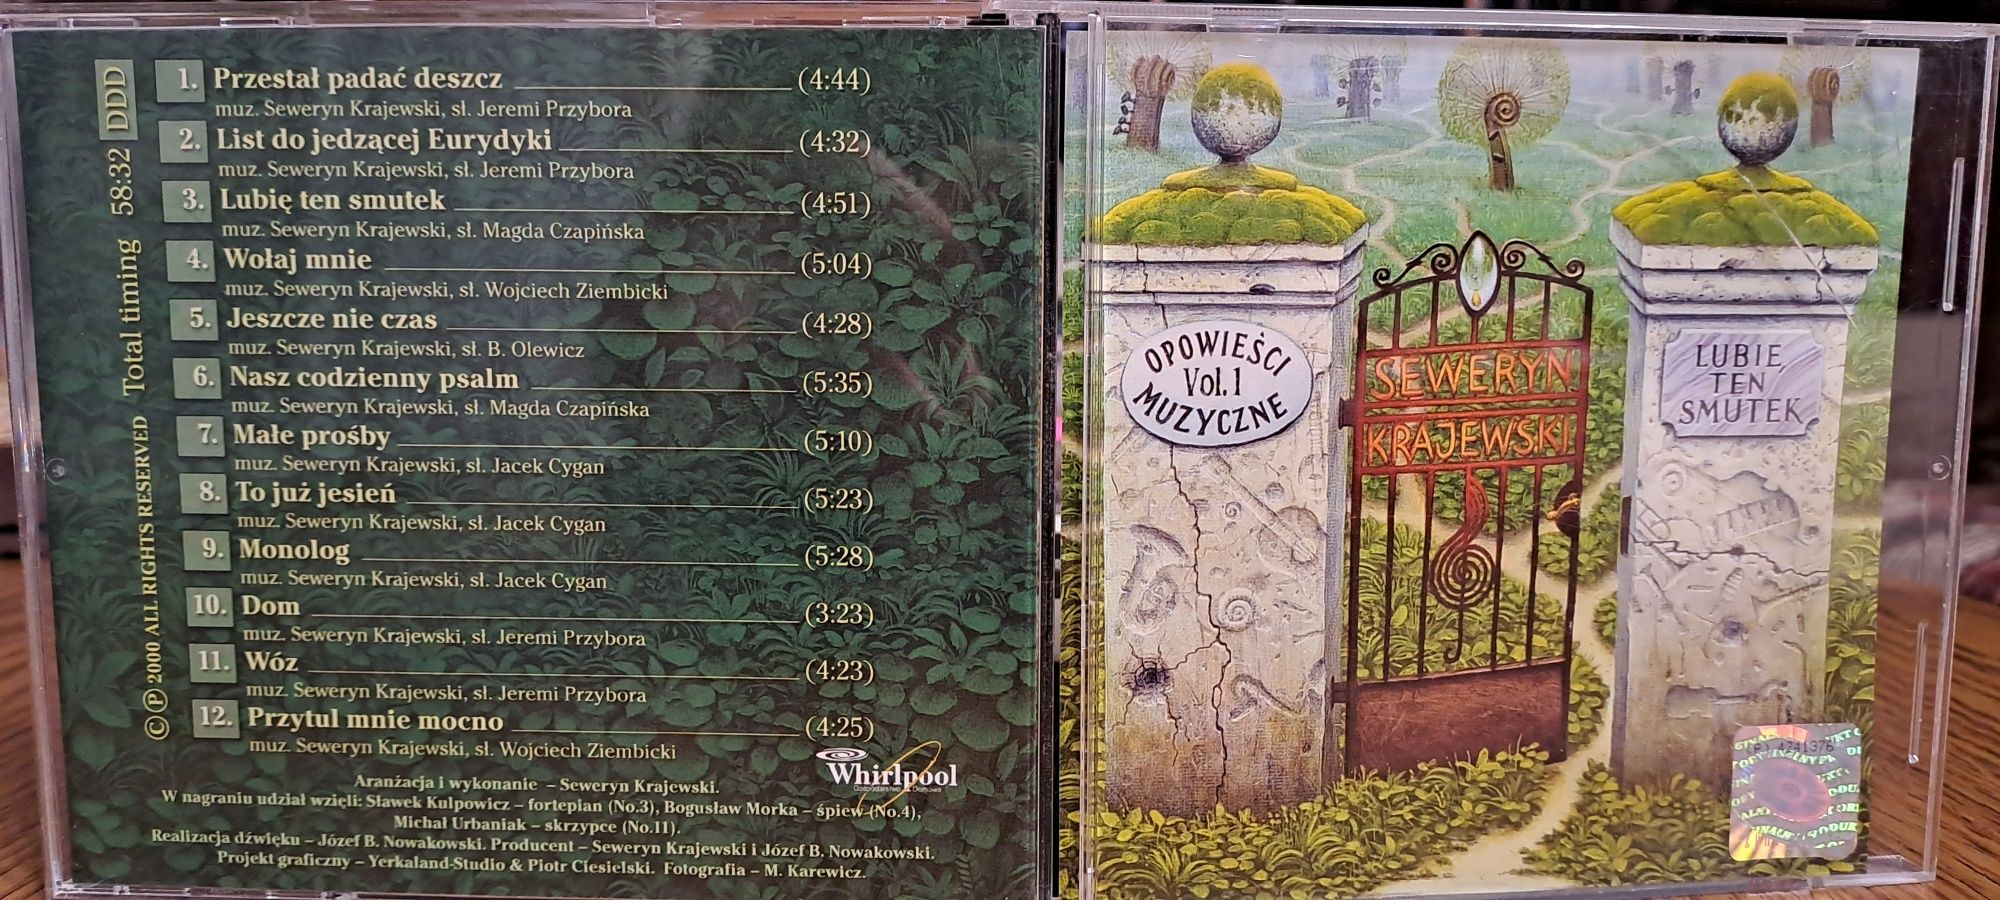 1. Przestał padać deszcz (4:44)
muz. Seweryn Krajewski, sł. Jeremi Przybora
2. List do jedzącej Eurydyki (4:32)
muz. Seweryn Krajewski, sł. Jeremi Przybora
3. Lubię ten smutek (4:51)
muz. Seweryn Krajewski, sł. Magda Czapińska
4. Wołaj mnie (5:04)
muz. Seweryn Krajewski, sł. Wojciech Ziembicki
5. Jeszcze nie czas (4:28)
muz. Seweryn Krajewski, sł. B. Olewicz
6. Nasz codzienny psalm (5:35)
muz. Seweryn Krajewski, sł. Magda Czapińska
7. Małe prośby (5:10)
muz. Seweryn Krajewski, sł. Jacek Cygan
8. To już jesień (5:23)
muz. Seweryn Krajewski, sł. Jacek Cygan
9. Monolog (5:28)
muz. Seweryn Krajewski, sł. Jacek Cygan
10. Dom (3:23)
muz. Seweryn Krajewski, sł. Jeremi Przybora
11. Wóz (4:23)
muz. Seweryn Krajewski, sł. Jeremi Przybora
12. Przytul mnie mocno (4:25)
muz. Seweryn Krajewski, sł. Wojciech Ziembicki
Whirlpool
Gospodarstwo Domowe
Aranżacja i wykonanie – Seweryn Krajewski.
W nagraniu udział wzięli: Sławek Kulpowicz – fortepian (No.3), Bogusław Morka – śpiew (No.4),
Michał Urbaniak – skrzypce (No.11).
Realizacja dźwięku – Józef B. Nowakowski. Producent – Seweryn Krajewski i Józef B. Nowakowski.
Projekt graficzny – Yerkaland-Studio & Piotr Ciesielski. Fotografia – M. Karewicz.
© ℗ 2000 ALL RIGHTS RESERVED Total timing 58:32 DDD
OPOWIEŚCI
Vol. 1
MUZYCZNE
SEWERYN
KRAJEWSKI
LUBIĘ
TEN
SMUTEK
4241376